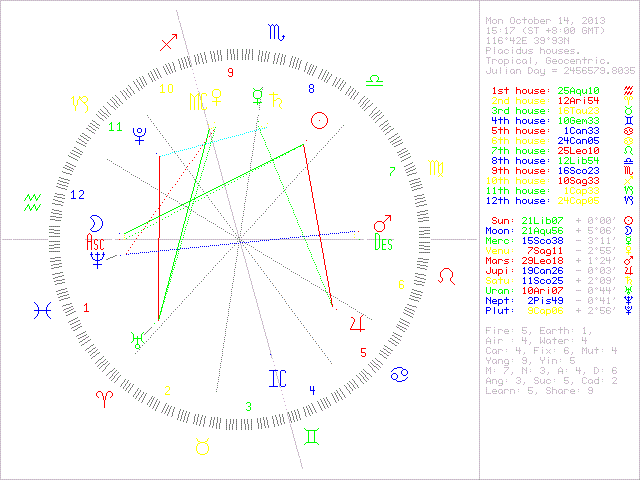 Mon October 14, 2013
15:17 (ST +8:00 GMT)
116°42E 39°93N
Placidus houses.
Tropical, Geocentric.
Julian Day = 2456579.8035
1st house: 25Aqu10
2nd house: 12Ari54
3rd house:
4th house: 10Gem33
5th house: 1Can33
6th house: 24Can05
7th house: 25Leo10
8th house: 12Lib54
9th house: 16Sco23
10th house: 10Sag33
11th house: 1Cap33
12th house: 24Cap05
Sun: 21Lib07 + 0°00'
Moon: 21Aqu56 + 5°06'
Merc: 15Sco38 - 3°11'
Venu: 7Sag11 - 2°55'
Mars: 29Leo18 + 1°24'
Jupi: 19Can26 - 0°03'
Satu: 11Sco25 + 2°09'
Uran: 10Ari07 - 0°44'
Nept: 2Pis49 - 0°41'
Plut: 9Cap08 + 2°56'
Fire: 5, Earth: 1,
Air : 4, Water: 4
Car: 4, Fix: 6, Mut: 4
Yang: 9, Yin: 5
M: 7, N: 3, A: 4, D: 6
Ang: 3, Suc: 5, Cad: 2
Learn: 5, Share: 9
9
10
8
11
7
12
Asc
Des
6
1
5
2
3
4